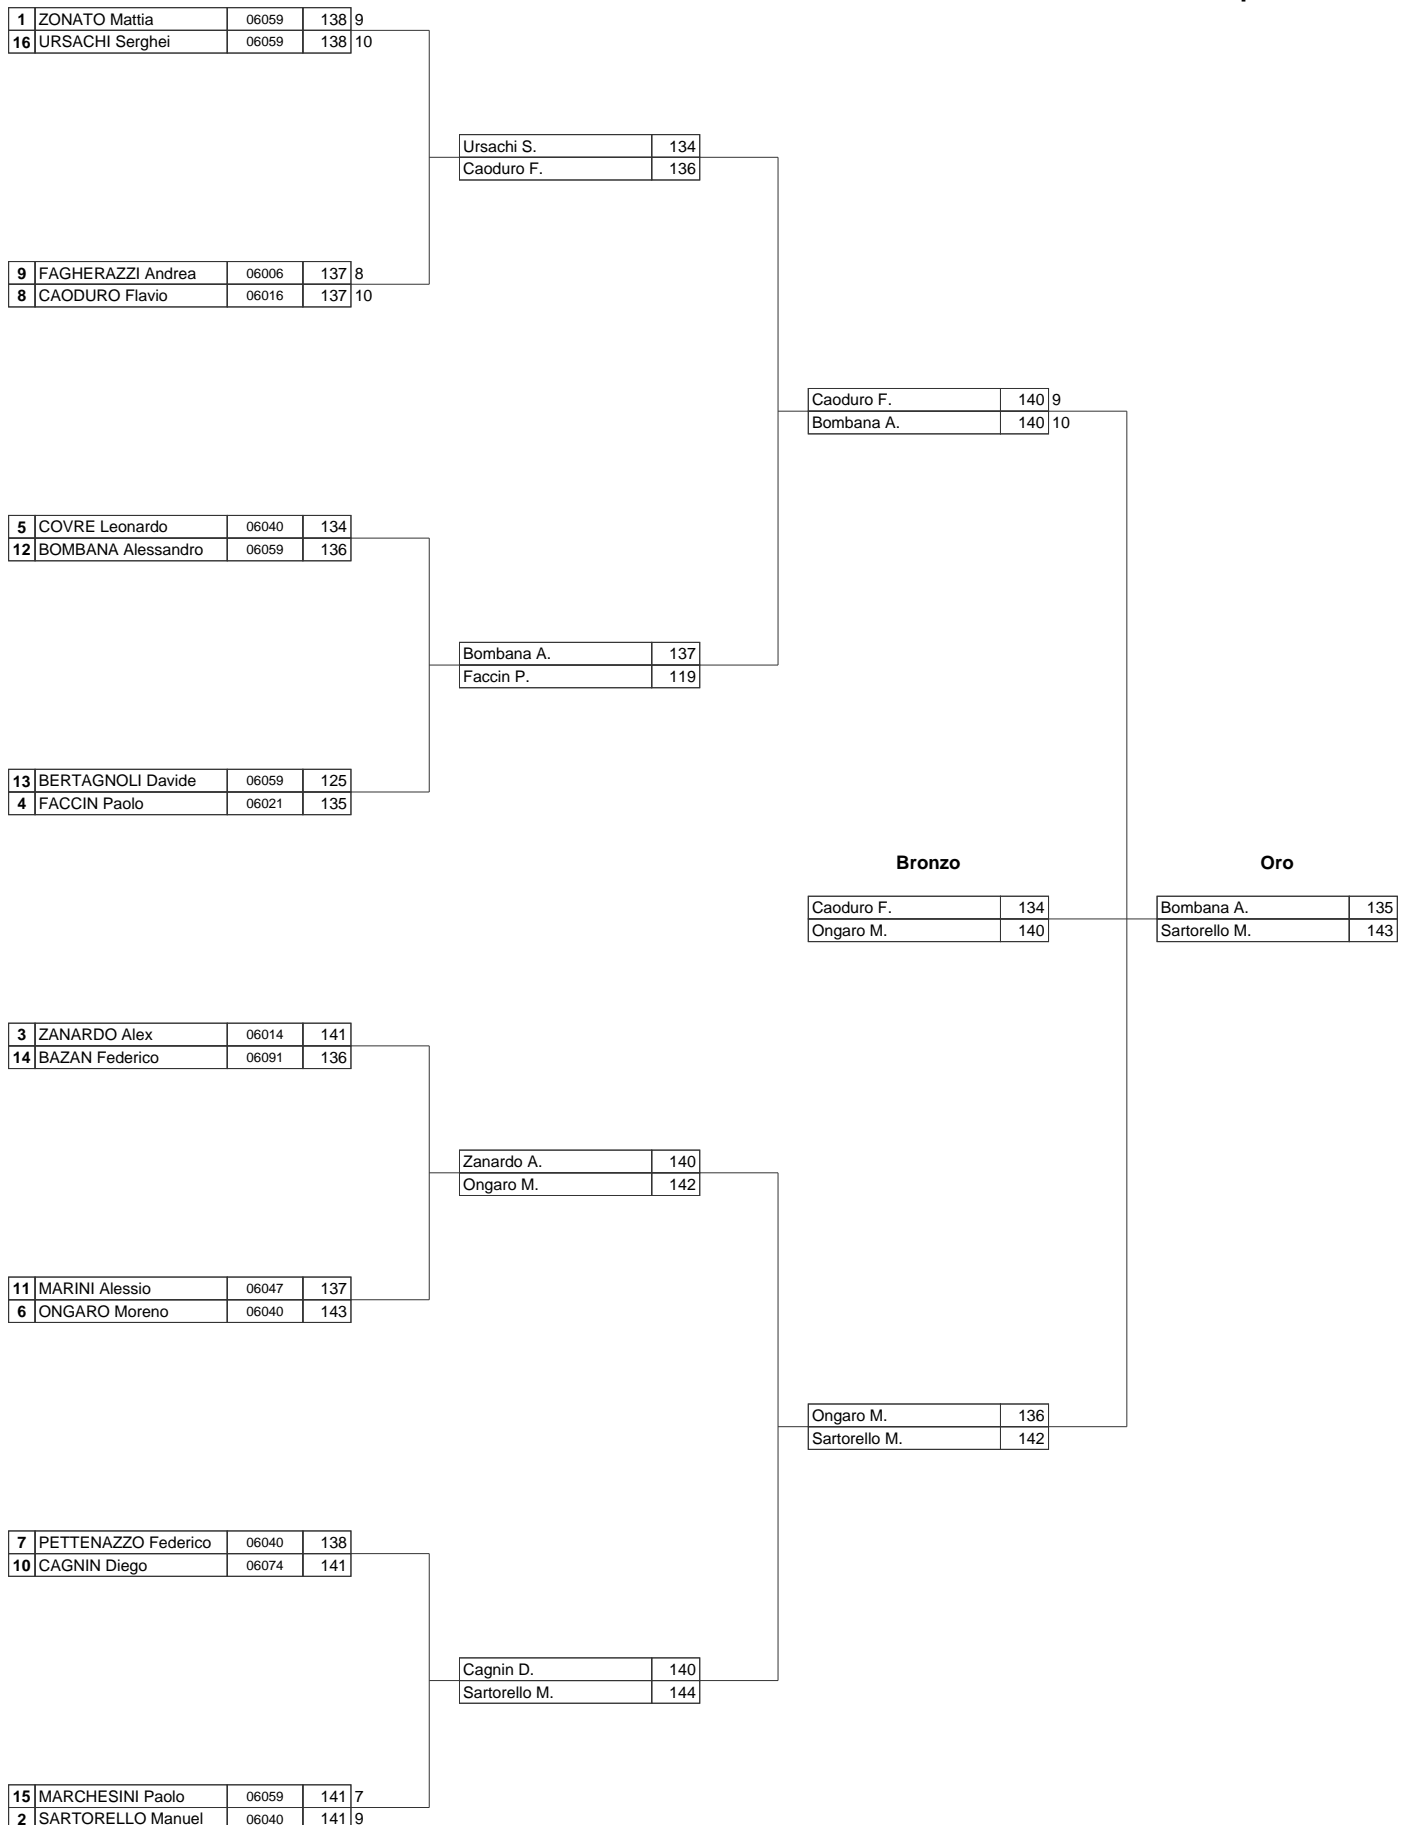 1 ZONATO Mattia 06059 138 9
16 URSACHI Serghei 06059 138 10
Ursachi S. 134
Caoduro F. 136
9 FAGHERAZZI Andrea 06006 137 8
8 CAODURO Flavio 06016 137 10
Caoduro F. 140 9
Bombana A. 140 10
5 COVRE Leonardo 06040 134
12 BOMBANA Alessandro 06059 136
Bombana A. 137
Faccin P. 119
13 BERTAGNOLI Davide 06059 125
4 FACCIN Paolo 06021 135
Bronzo Oro
Caoduro F. 134 Bombana A. 135
Ongaro M. 140 Sartorello M. 143
3 ZANARDO Alex 06014 141
14 BAZAN Federico 06091 136
Zanardo A. 140
Ongaro M. 142
11 MARINI Alessio 06047 137
6 ONGARO Moreno 06040 143
Ongaro M. 136
Sartorello M. 142
7 PETTENAZZO Federico 06040 138
10 CAGNIN Diego 06074 141
Cagnin D. 140
Sartorello M. 144
15 MARCHESINI Paolo 06059 141 7
2 SARTORELLO Manuel 06040 141 9